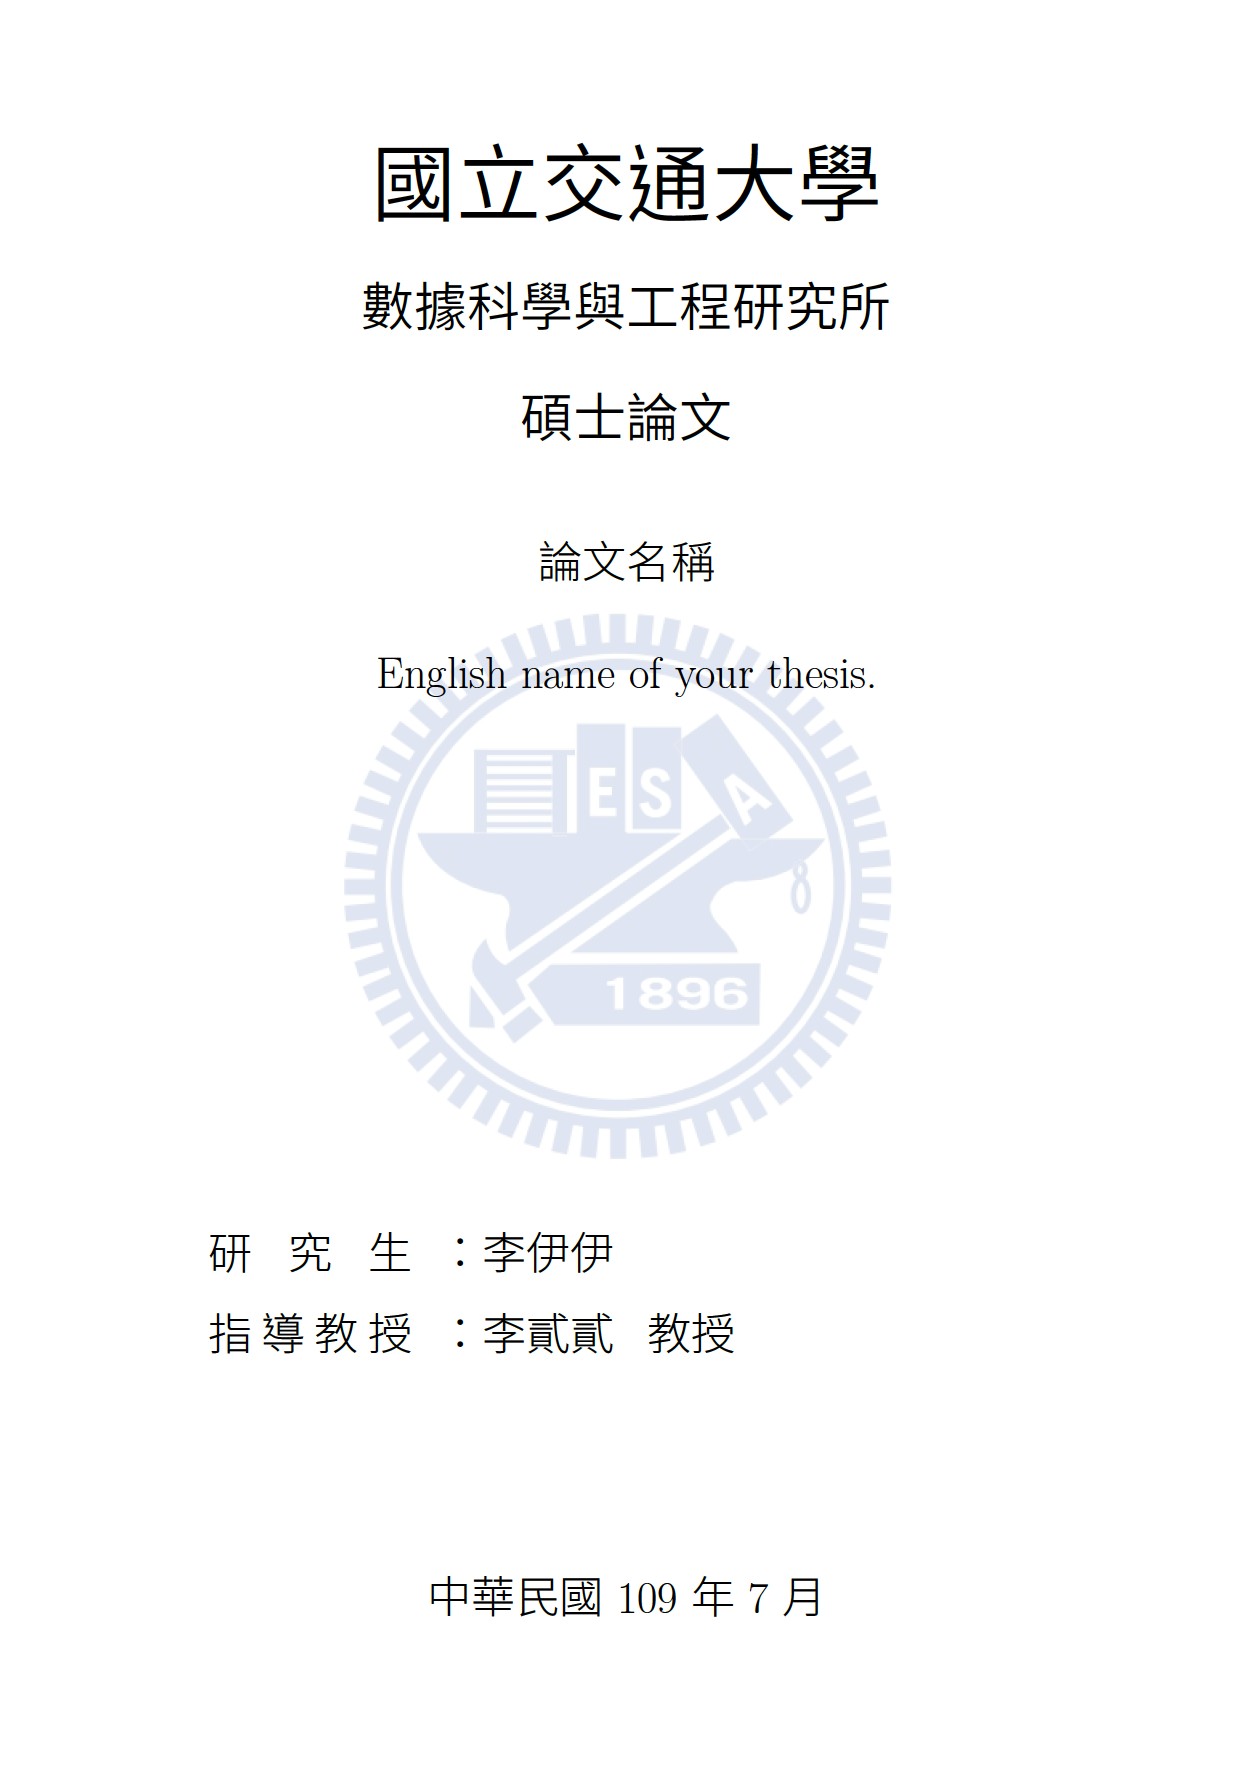 國立交通大學
數據科學與工程研究所
碩士論文
論文名稱
English name of your thesis.
E S A
1896
研 究 生 ：李伊伊
指導教授 ：李貳貳 教授
中華民國 109 年 7 月